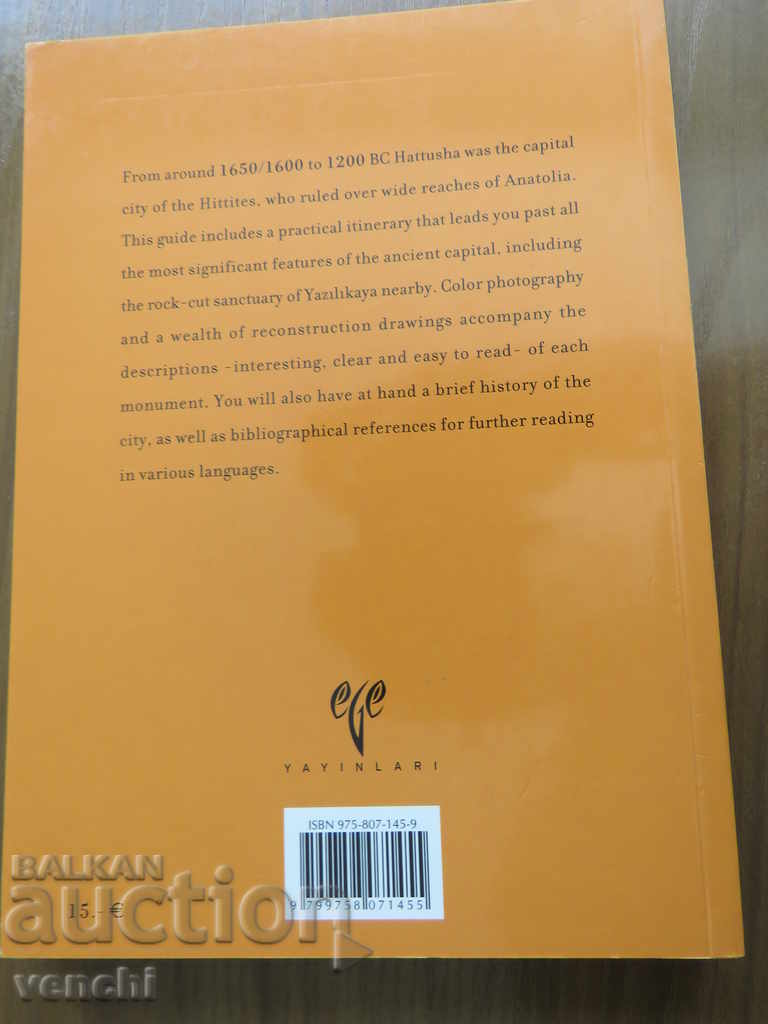 From around 1650/1600 to 1200 BC Hattusha was the capital
city of the Hittites, who ruled over wide reaches of Anatolia.
This guide includes a practical itinerary that leads you past all
the most significant features of the ancient capital, including
the rock-cut sanctuary of Yazılıkaya nearby. Color photography
and a wealth of reconstruction drawings accompany the
descriptions -interesting, clear and easy to read- of each
monument. You will also have at hand a brief history of the
city, as well as bibliographical references for further reading
in various languages.
ege
YAYINLARI
ISBN 975-807-145-9
9 799758 071455
15.- €
BALKAN
auction
venchi